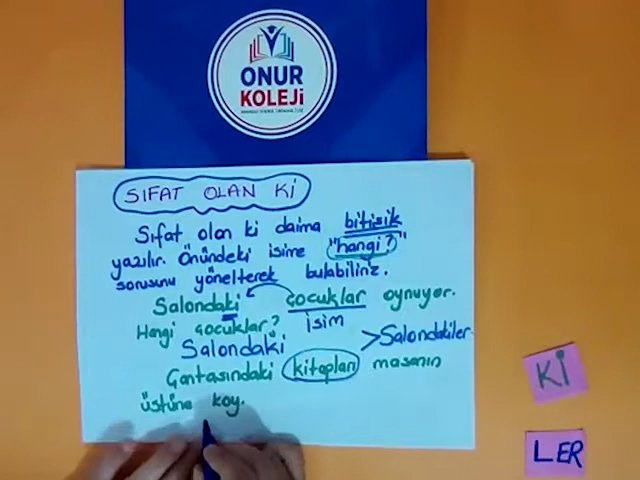 ONUR
KOLEJİ
SIFAT OLAN Kİ
Sıfat olan ki daima bitişik
yazılır. Önündeki isime "hangi?"
sorusunu yönelterek bulabiliriz.
Salondaki çocuklar oynuyor.
Hangi çocuklar? isim
Salondaki >Salondakiler
Çantasındaki kitapları masanın
üstüne koy.
Kİ
LER